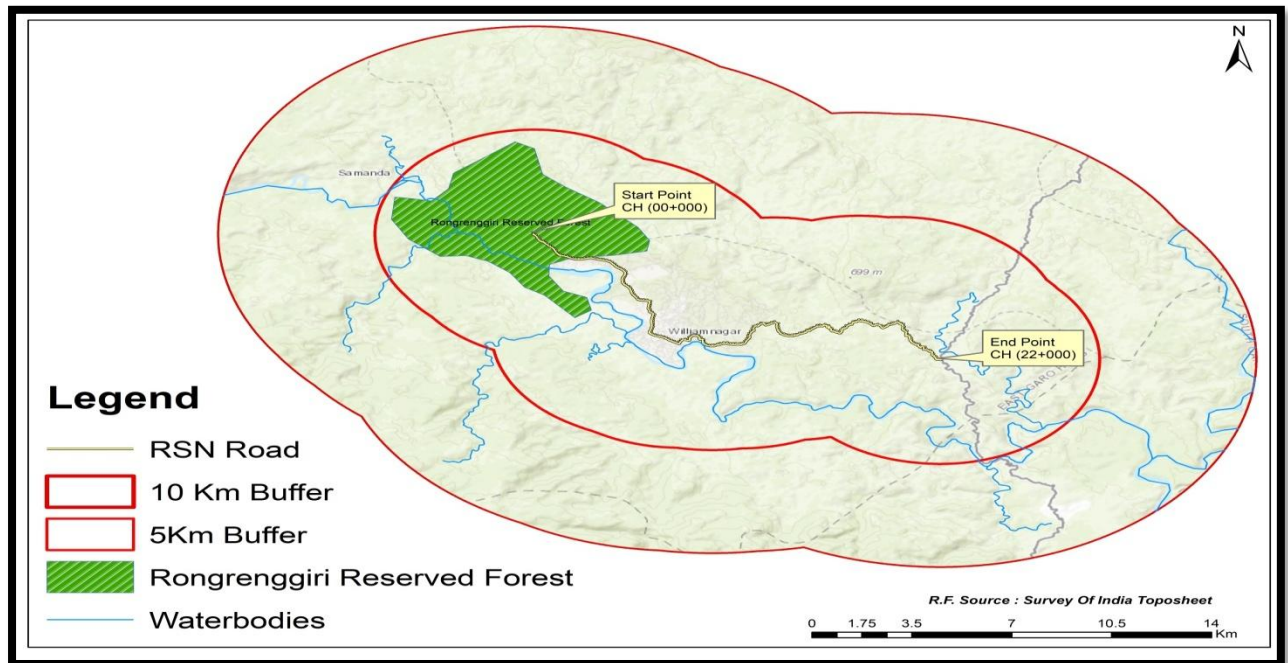 N
Samanda
Start Point
CH (00+000)
Rongrenggiri Reserved Forest
699 m
Williamnagar
End Point
CH (22+000)
EAST GARO
Legend
RSN Road
10 Km Buffer
5Km Buffer
Rongrenggiri Reserved Forest
Waterbodies
R.F. Source : Survey Of India Toposheet
0 1.75 3.5 7 10.5 14
Km